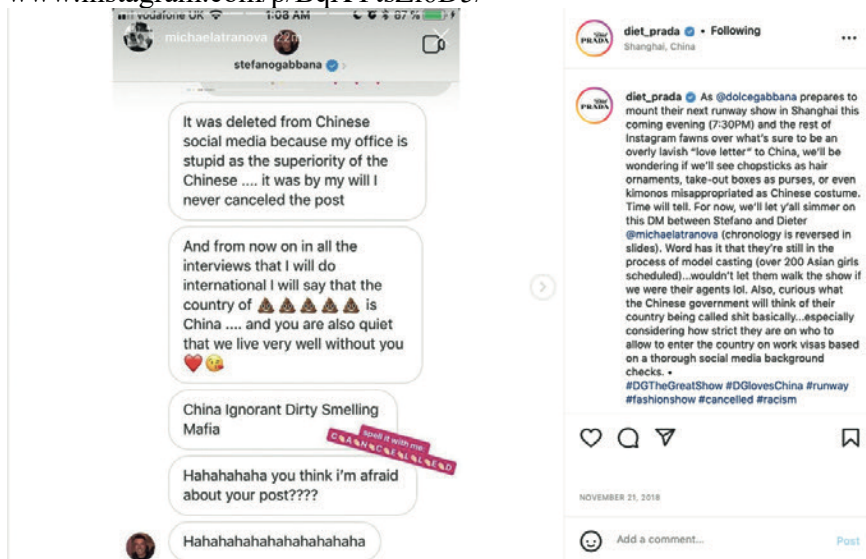 vodafone UK 1:08 AM 87%
michaelatranova 22m
stefanogabbana
It was deleted from Chinese
social media because my office is
stupid as the superiority of the
Chinese .... it was by my will I
never canceled the post
And from now on in all the
interviews that I will do
international I will say that the
country of 💩💩💩💩💩 is
China .... and you are also quiet
that we live very well without you
❤️😘
China Ignorant Dirty Smelling
Mafia
spell it with me:
C👏A👏N👏C👏E👏L👏L👏E👏D
Hahahahaha you think i'm afraid
about your post????
Hahahahahahahahahahaha
diet_prada • Following
Shanghai, China
diet_prada As @dolcegabbana prepares to
mount their next runway show in Shanghai this
coming evening (7:30PM) and the rest of
Instagram fawns over what's sure to be an
overly lavish "love letter" to China, we'll be
wondering if we'll see chopsticks as hair
ornaments, take-out boxes as purses, or even
kimonos misappropriated as Chinese costume.
Time will tell. For now, we'll let y'all simmer on
this DM between Stefano and Dieter
@michaelatranova (chronology is reversed in
slides). Word has it that they're still in the
process of model casting (over 200 Asian girls
scheduled)...wouldn't let them walk the show if
we were their agents lol. Also, curious what
the Chinese government will think of their
country being called shit basically...especially
considering how strict they are on who to
allow to enter the country on work visas based
on a thorough social media background
checks. •
#DGTheGreatShow #DGlovesChina #runway
#fashionshow #cancelled #racism
NOVEMBER 21, 2018
Add a comment...
Post